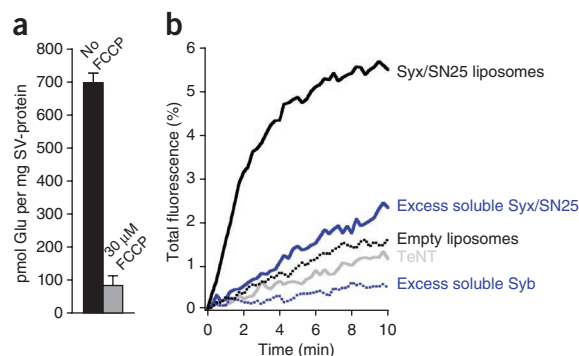 a
b
pmol Glu per mg SV-protein
800
700
600
500
400
300
200
100
0
No
FCCP
30 µM
FCCP
Total fluorescence (%)
6
5
4
3
2
1
0
0
2
4
6
8
10
Time (min)
Syx/SN25 liposomes
Excess soluble Syx/SN25
Empty liposomes
TeNT
Excess soluble Syb